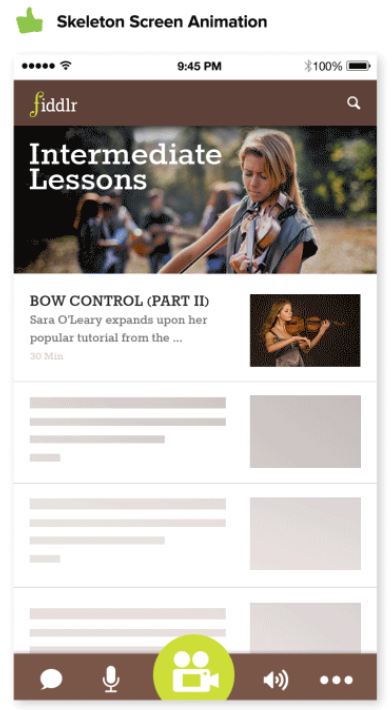 Skeleton Screen Animation
9:45 PM
100%
fiddlr
Intermediate
Lessons
BOW CONTROL (PART II)
Sara O'Leary expands upon her
popular tutorial from the ...
30 Min